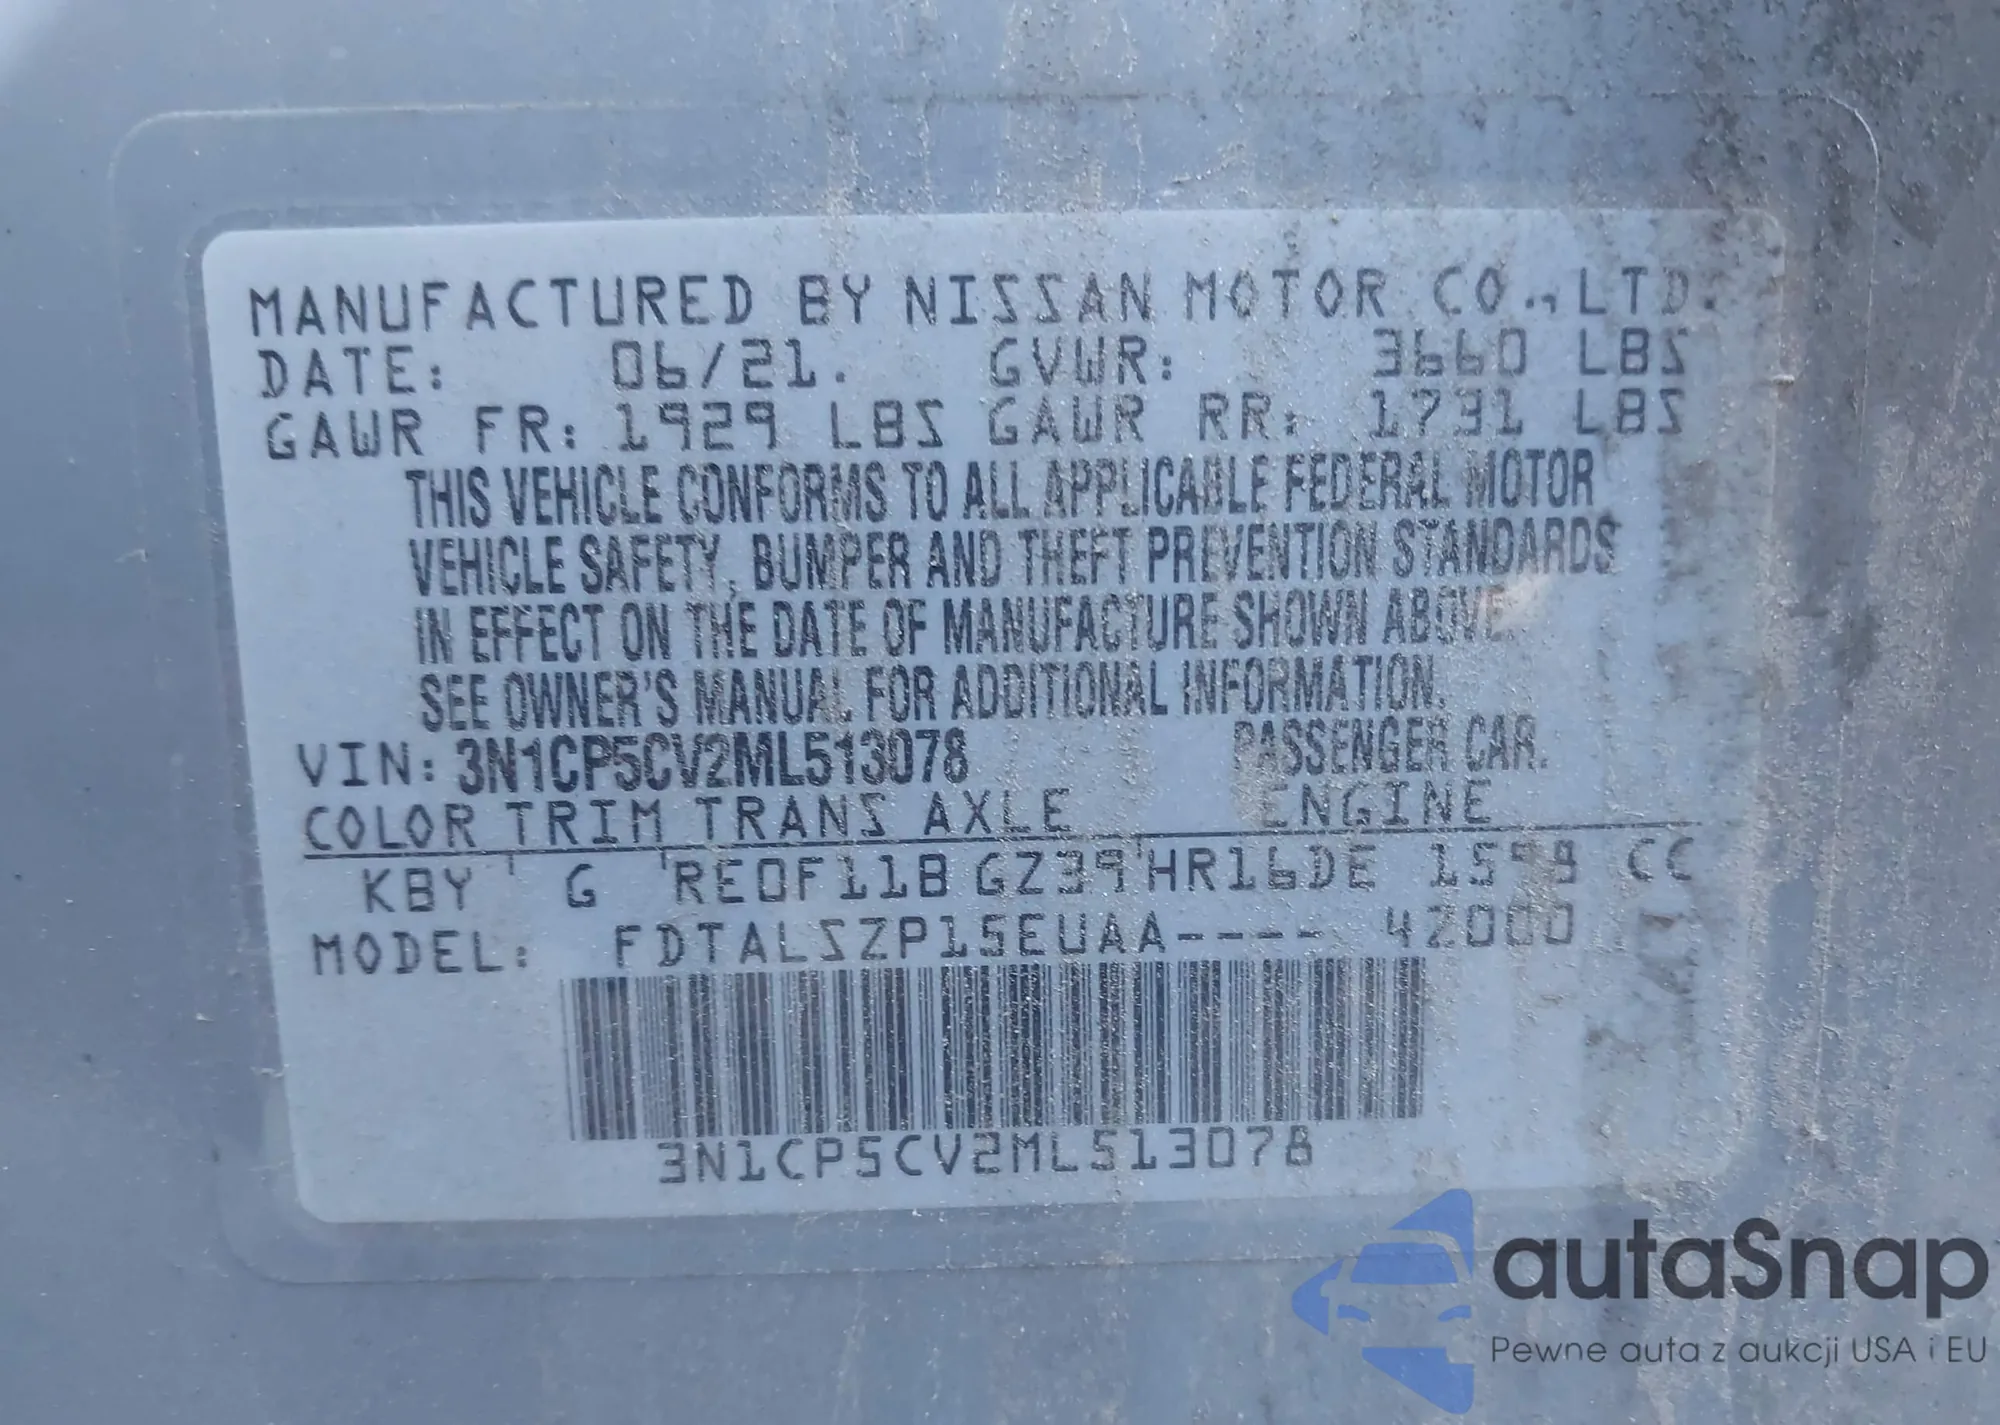 MANUFACTURED BY NISSAN MOTOR CO., LTD.
DATE: 06/21. GVWR: 3660 LBS
GAWR FR: 1929 LBS GAWR RR: 1731 LBS
THIS VEHICLE CONFORMS TO ALL APPLICABLE FEDERAL MOTOR
VEHICLE SAFETY, BUMPER AND THEFT PREVENTION STANDARDS
IN EFFECT ON THE DATE OF MANUFACTURE SHOWN ABOVE.
SEE OWNER'S MANUAL FOR ADDITIONAL INFORMATION.
VIN: 3N1CP5CV2ML513078 PASSENGER CAR.
COLOR TRIM TRANS AXLE ENGINE
KBY G RE0F11B GZ39 HR16DE 1598 CC
MODEL: FDTALSZP15EUAA---- 42000
3N1CP5CV2ML513078
autaSnap
Pewne auta z aukcji USA i EU